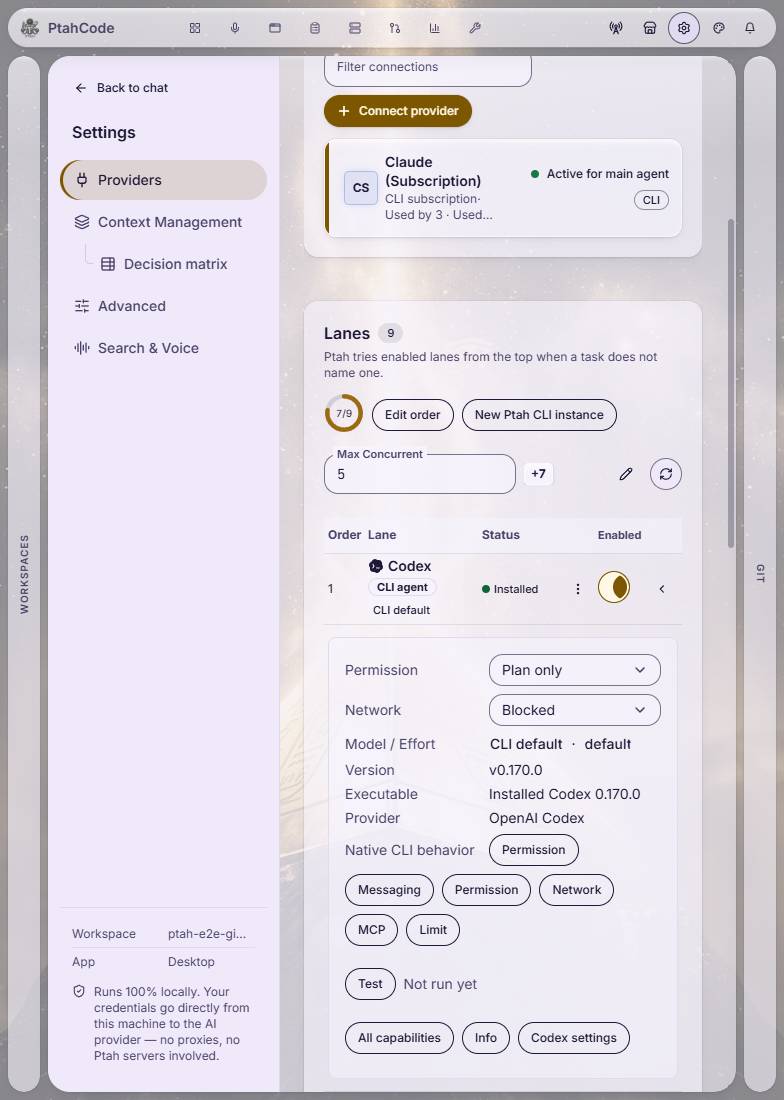 PtahCode
WORKSPACES
Back to chat
Settings
Providers
Context Management
Decision matrix
Advanced
Search & Voice
Workspace ptah-e2e-gi...
App Desktop
Runs 100% locally. Your
credentials go directly from
this machine to the AI
provider — no proxies, no
Ptah servers involved.
Filter connections
Connect provider
CS
Claude
(Subscription)
CLI subscription·
Used by 3 · Used...
Active for main agent
CLI
Lanes 9
Ptah tries enabled lanes from the top when a task does not
name one.
7/9 Edit order New Ptah CLI instance
Max Concurrent
5 +7
Order Lane Status Enabled
Codex
1 CLI agent Installed
CLI default
Permission Plan only
Network Blocked
Model / Effort CLI default · default
Version v0.170.0
Executable Installed Codex 0.170.0
Provider OpenAI Codex
Native CLI behavior Permission
Messaging Permission Network
MCP Limit
Test Not run yet
All capabilities Info Codex settings
GIT